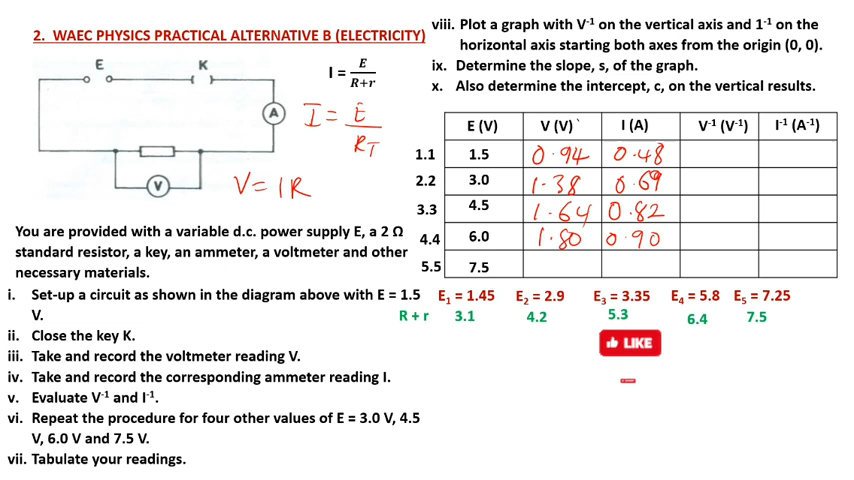 2. WAEC PHYSICS PRACTICAL ALTERNATIVE B (ELECTRICITY)
E K
I = E / R+r
A
I = E / RT
V
V = IR
You are provided with a variable d.c. power supply E, a 2 Ω
standard resistor, a key, an ammeter, a voltmeter and other
necessary materials.
i. Set-up a circuit as shown in the diagram above with E = 1.5
V.
ii. Close the key K.
iii. Take and record the voltmeter reading V.
iv. Take and record the corresponding ammeter reading I.
v. Evaluate V⁻¹ and I⁻¹.
vi. Repeat the procedure for four other values of E = 3.0 V, 4.5
V, 6.0 V and 7.5 V.
vii. Tabulate your readings.
viii. Plot a graph with V⁻¹ on the vertical axis and 1⁻¹ on the
horizontal axis starting both axes from the origin (0, 0).
ix. Determine the slope, s, of the graph.
x. Also determine the intercept, c, on the vertical results.
E (V) V (V) I (A) V⁻¹ (V⁻¹) I⁻¹ (A⁻¹)
1.1 1.5 0.94 0.48
2.2 3.0 1.38 0.69
3.3 4.5 1.64 0.82
4.4 6.0 1.80 0.90
5.5 7.5
E₁ = 1.45 E₂ = 2.9 E₃ = 3.35 E₄ = 5.8 E₅ = 7.25
R + r 3.1 4.2 5.3 6.4 7.5
LIKE